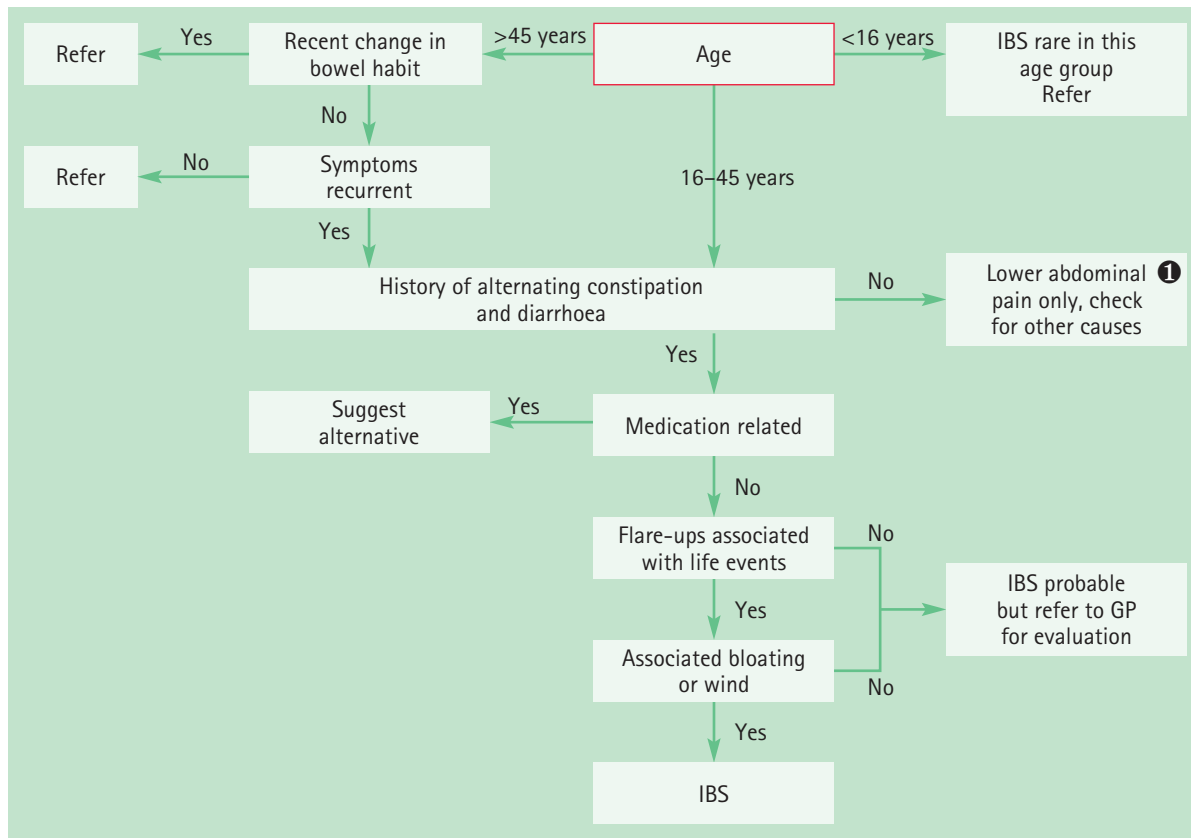 Refer
Yes
Recent change in
bowel habit
>45 years
Age
<16 years
IBS rare in this
age group
Refer
No
Refer
No
Symptoms
recurrent
16–45 years
Yes
History of alternating constipation
and diarrhoea
No
Lower abdominal ❶
pain only, check
for other causes
Yes
Suggest
alternative
Yes
Medication related
No
Flare-ups associated
with life events
No
Yes
IBS probable
but refer to GP
for evaluation
Associated bloating
or wind
No
Yes
IBS